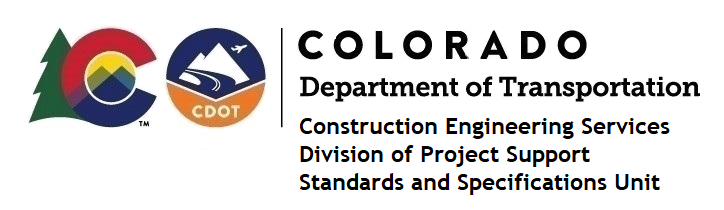 TM
CDOT
COLORADO
Department of Transportation
Construction Engineering Services
Division of Project Support
Standards and Specifications Unit